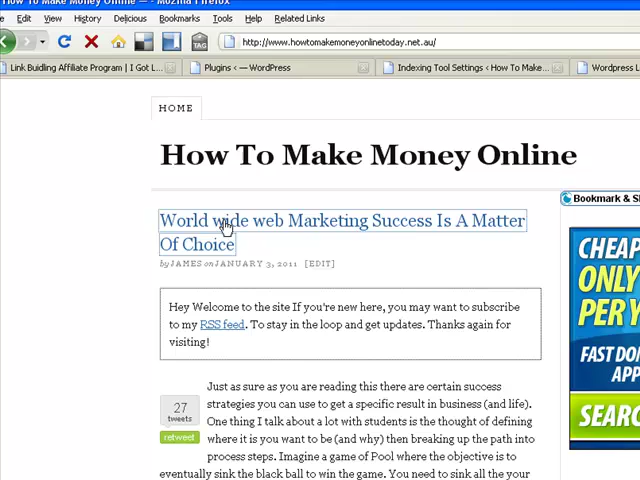 How To Make Money Online — - Mozilla Firefox
Edit View History Delicious Bookmarks Tools Help Related Links
TAG http://www.howtomakemoneyonlinetoday.net.au/
Link Buidling Affiliate Program | I Got L... Plugins ‹ — WordPress Indexing Tool Settings ‹ How To Make... Wordpress L
HOME
How To Make Money Online
Bookmark & S
World wide web Marketing Success Is A Matter
Of Choice
by JAMES on JANUARY 3, 2011 [EDIT]
CHEAP
ONLY
PER Y
FAST DO
APP
SEARC
Hey Welcome to the site If you're new here, you may want to subscribe
to my RSS feed. To stay in the loop and get updates. Thanks again for
visiting!
27
tweets
retweet
Just as sure as you are reading this there are certain success
strategies you can use to get a specific result in business (and life).
One thing I talk about a lot with students is the thought of defining
where it is you want to be (and why) then breaking up the path into
process steps. Imagine a game of Pool where the objective is to
eventually sink the black ball to win the game. You need to sink all the your